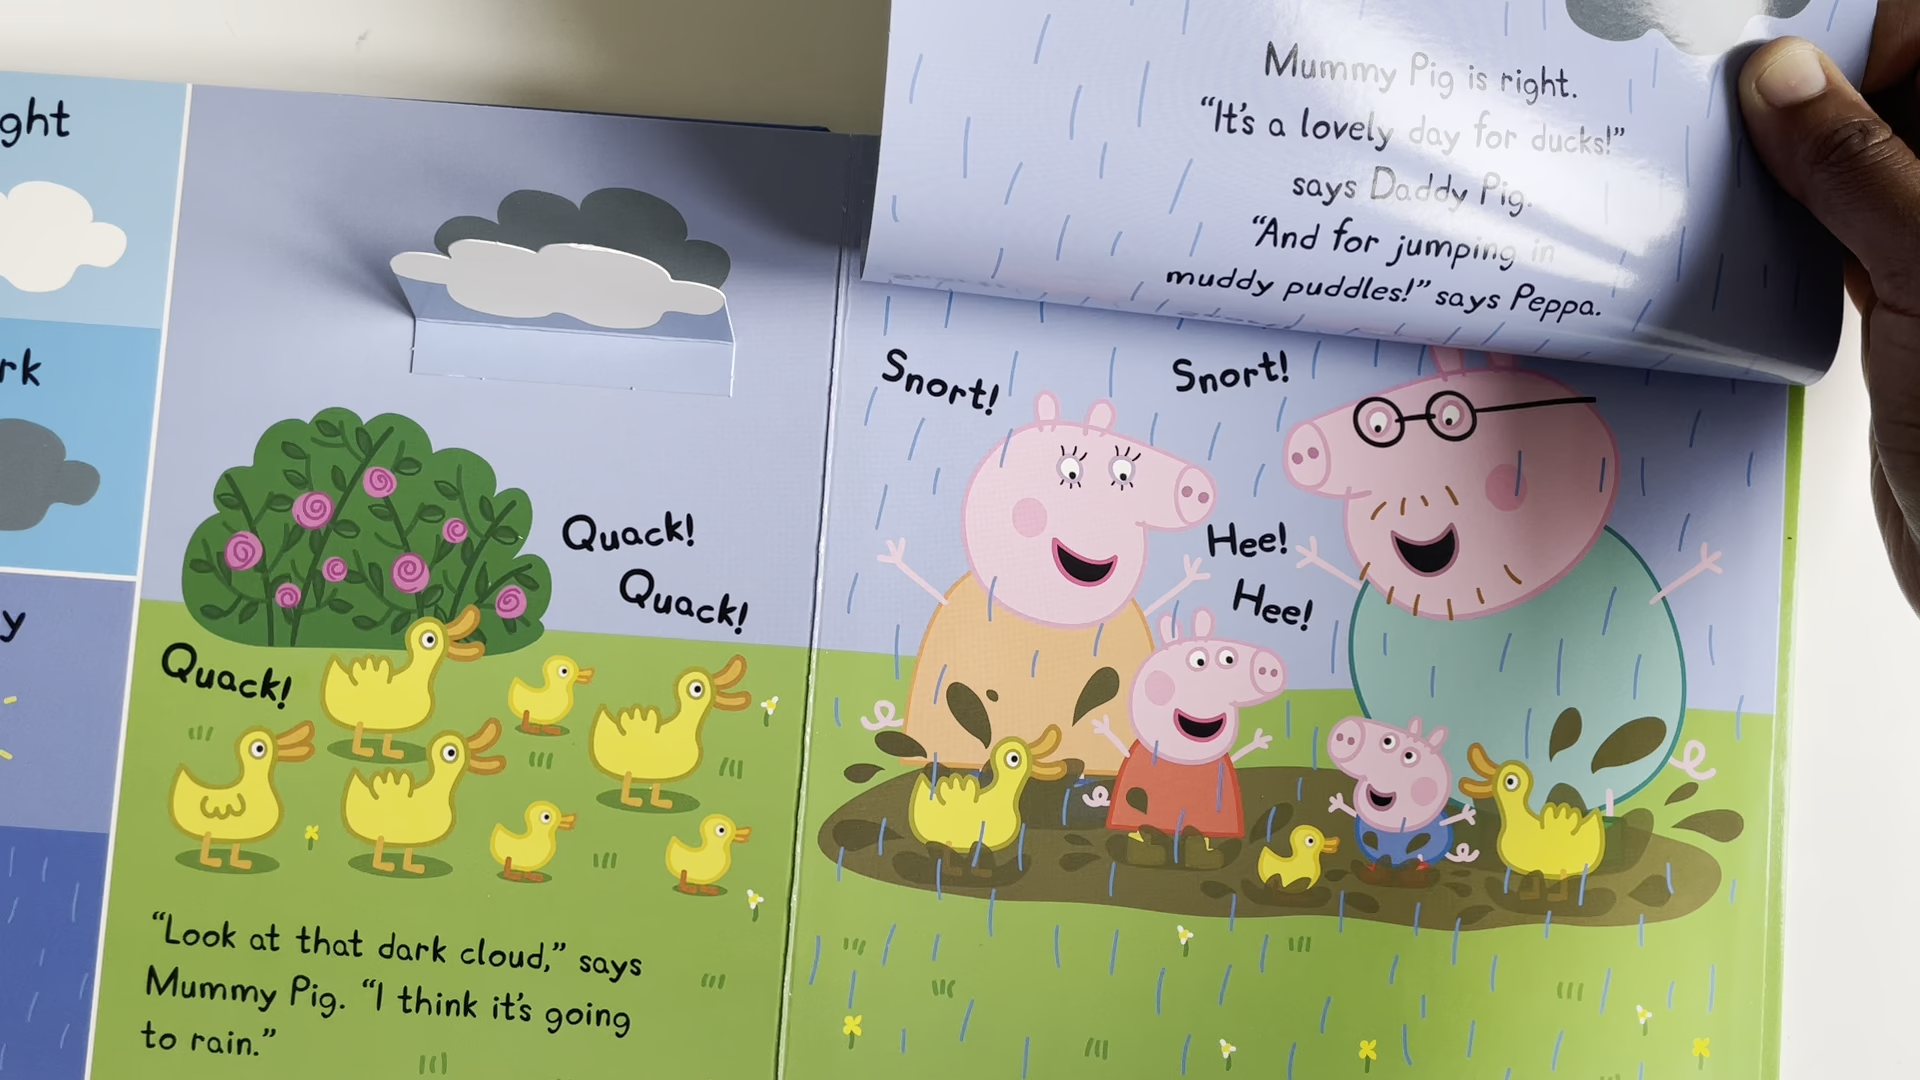 ght
rk
y
Quack!
Quack!
Quack!
"Look at that dark cloud," says
Mummy Pig. "I think it's going
to rain."
Mummy Pig is right.
"It's a lovely day for ducks!"
says Daddy Pig.
"And for jumping in
muddy puddles!" says Peppa.
Snort!
Snort!
Hee!
Hee!